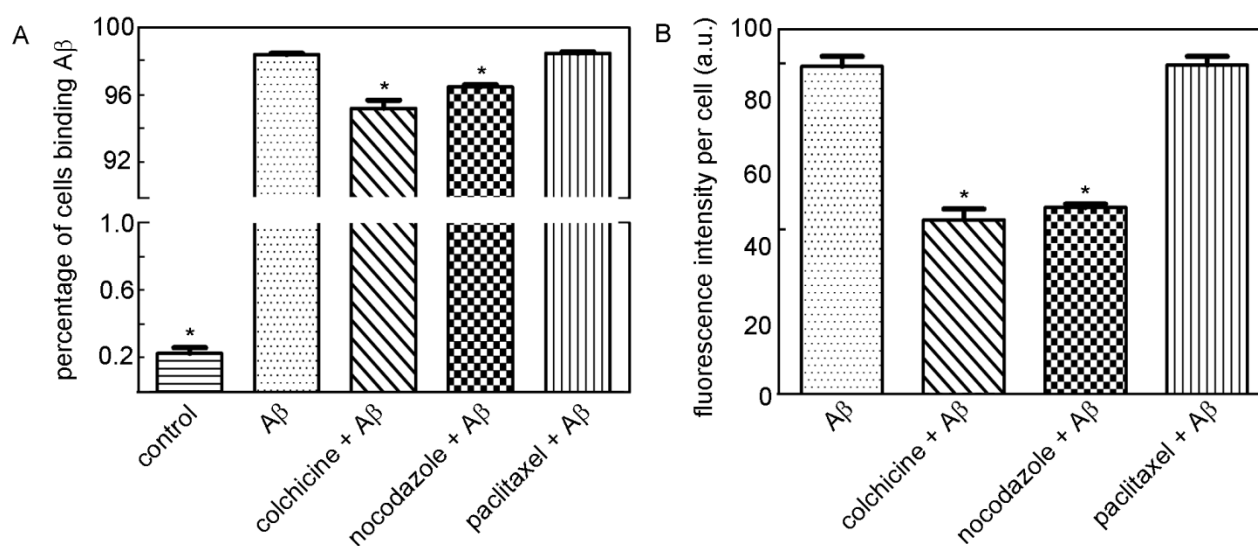 A
percentage of cells binding Aβ
100
96
92
1.0
0.6
0.2
*
*
*
control
Aβ
colchicine + Aβ
nocodazole + Aβ
paclitaxel + Aβ
B
fluorescence intensity per cell (a.u.)
100
80
60
40
20
0
*
*
Aβ
colchicine + Aβ
nocodazole + Aβ
paclitaxel + Aβ